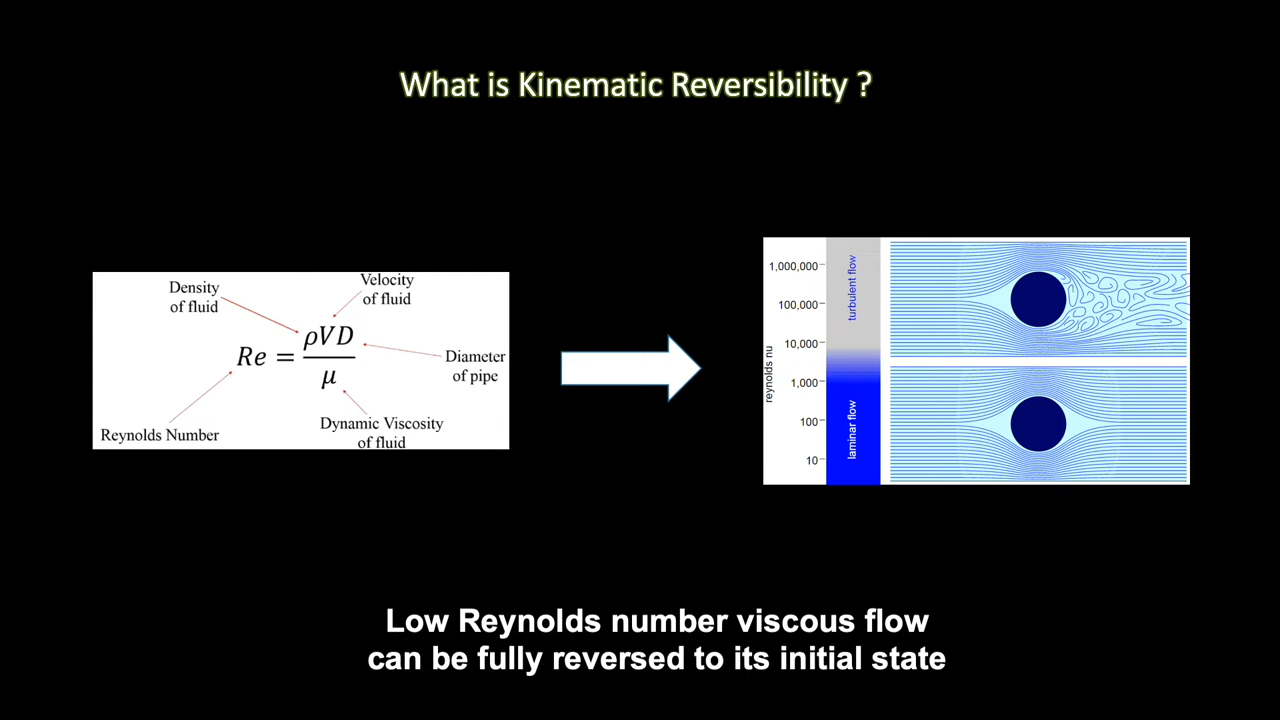 What is Kinematic Reversibility ?
Density
of fluid
Velocity
of fluid
Re = ρVD / μ
Diameter
of pipe
Reynolds Number
Dynamic Viscosity
of fluid
reynolds nu
1,000,000
100,000
10,000
1,000
100
10
turbulent flow
laminar flow
Low Reynolds number viscous flow
can be fully reversed to its initial state